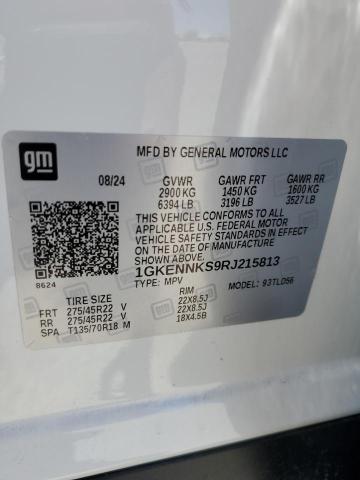 gm
MFD BY GENERAL MOTORS LLC
08/24 GVWR GAWR FRT GAWR RR
2900 KG 1450 KG 1600 KG
6394 LB 3196 LB 3527 LB
THIS VEHICLE CONFORMS TO ALL
APPLICABLE U.S. FEDERAL MOTOR
VEHICLE SAFETY STANDARDS IN
EFFECT ON THE DATE OF
MANUFACTURE SHOWN ABOVE.
1GKENNKS9RJ215813
8624 TYPE: MPV MODEL: 93TLD56
TIRE SIZE RIM
FRT 275/45R22 V 22X8.5J
RR 275/45R22 V 22X8.5J
SPA T135/70R18 M 18X4.5B